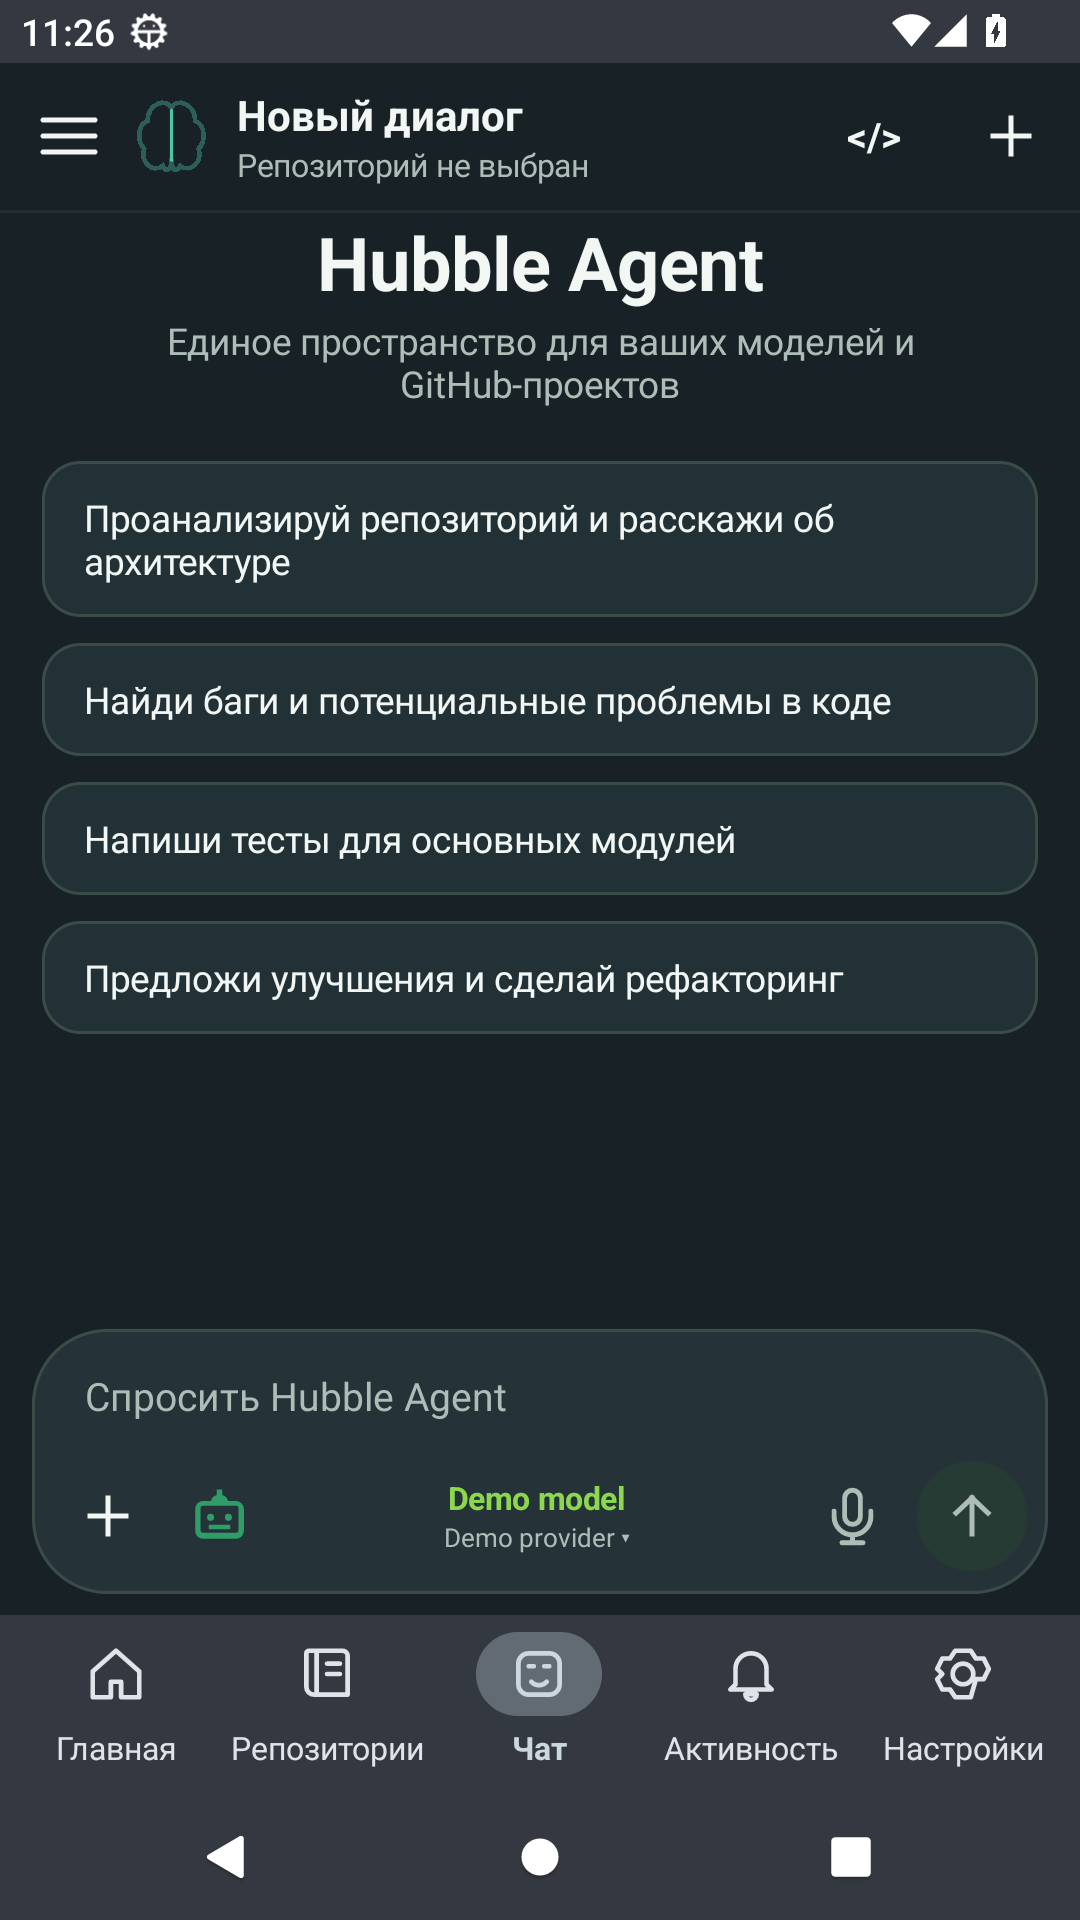 11:26
Новый диалог
Репозиторий не выбран
</>
Hubble Agent
Единое пространство для ваших моделей и
GitHub-проектов
Проанализируй репозиторий и расскажи об
архитектуре
Найди баги и потенциальные проблемы в коде
Напиши тесты для основных модулей
Предложи улучшения и сделай рефакторинг
Спросить Hubble Agent
Demo model
Demo provider ▾
Главная
Репозитории
Чат
Активность
Настройки